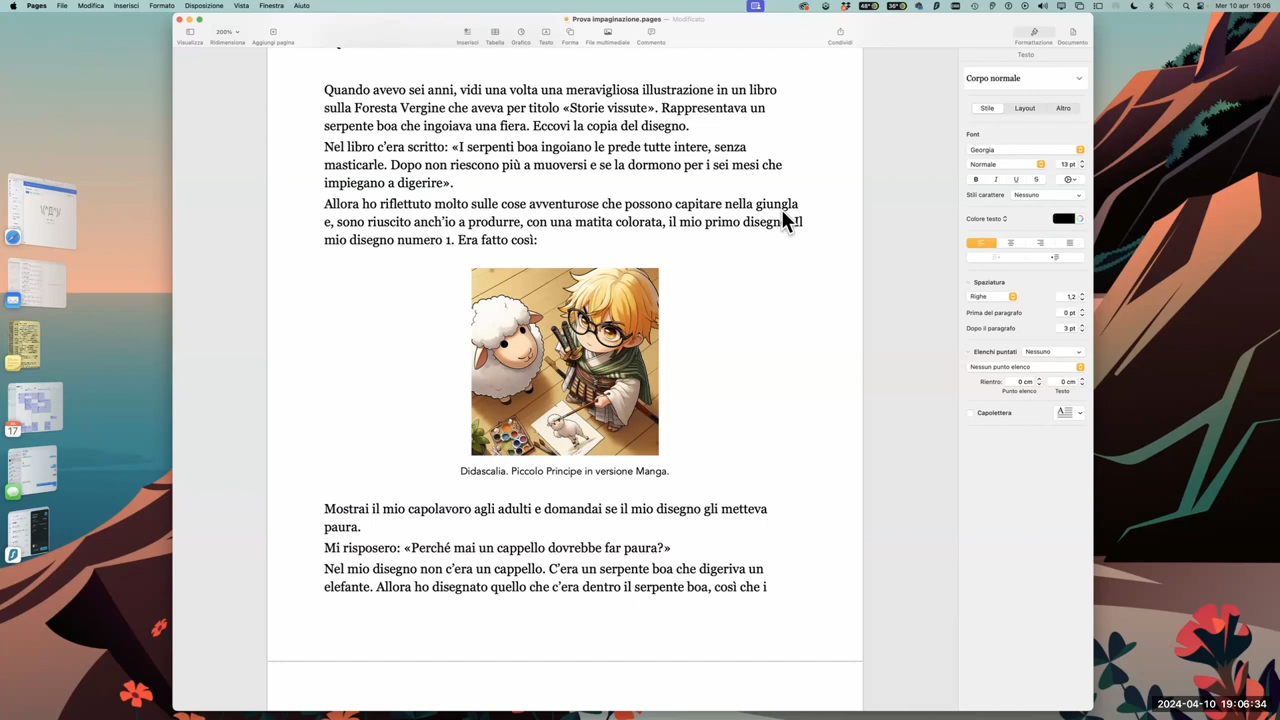 Pages File Modifica Inserisci Formato Disposizione Vista Finestra Aiuto
48° 36° Mer 10 apr 19:06
Prova impaginazione.pages — Modificato
200%
Visualizza Ridimensiona Aggiungi pagina Inserisci Tabella Grafico Testo Forma File multimediale Commento Condividi Formattazione Documento
Quando avevo sei anni, vidi una volta una meravigliosa illustrazione in un libro
sulla Foresta Vergine che aveva per titolo «Storie vissute». Rappresentava un
serpente boa che ingoiava una fiera. Eccovi la copia del disegno.
Nel libro c’era scritto: «I serpenti boa ingoiano le prede tutte intere, senza
masticarle. Dopo non riescono più a muoversi e se la dormono per i sei mesi che
impiegano a digerire».
Allora ho riflettuto molto sulle cose avventurose che possono capitare nella giungla
e, sono riuscito anch’io a produrre, con una matita colorata, il mio primo disegno. Il
mio disegno numero 1. Era fatto così:
Didascalia. Piccolo Principe in versione Manga.
Mostrai il mio capolavoro agli adulti e domandai se il mio disegno gli metteva
paura.
Mi risposero: «Perché mai un cappello dovrebbe far paura?»
Nel mio disegno non c’era un cappello. C’era un serpente boa che digeriva un
elefante. Allora ho disegnato quello che c’era dentro il serpente boa, così che i
Testo
Corpo normale
Stile Layout Altro
Font
Georgia
Normale 13 pt
B I U S
Stili carattere Nessuno
Colore testo
Spaziatura
Righe 1,2
Prima del paragrafo 0 pt
Dopo il paragrafo 3 pt
Elenchi puntati Nessuno
Nessun punto elenco
Rientro: 0 cm 0 cm
Punto elenco Testo
Capolettera A
17
2024-04-10 19:06:34